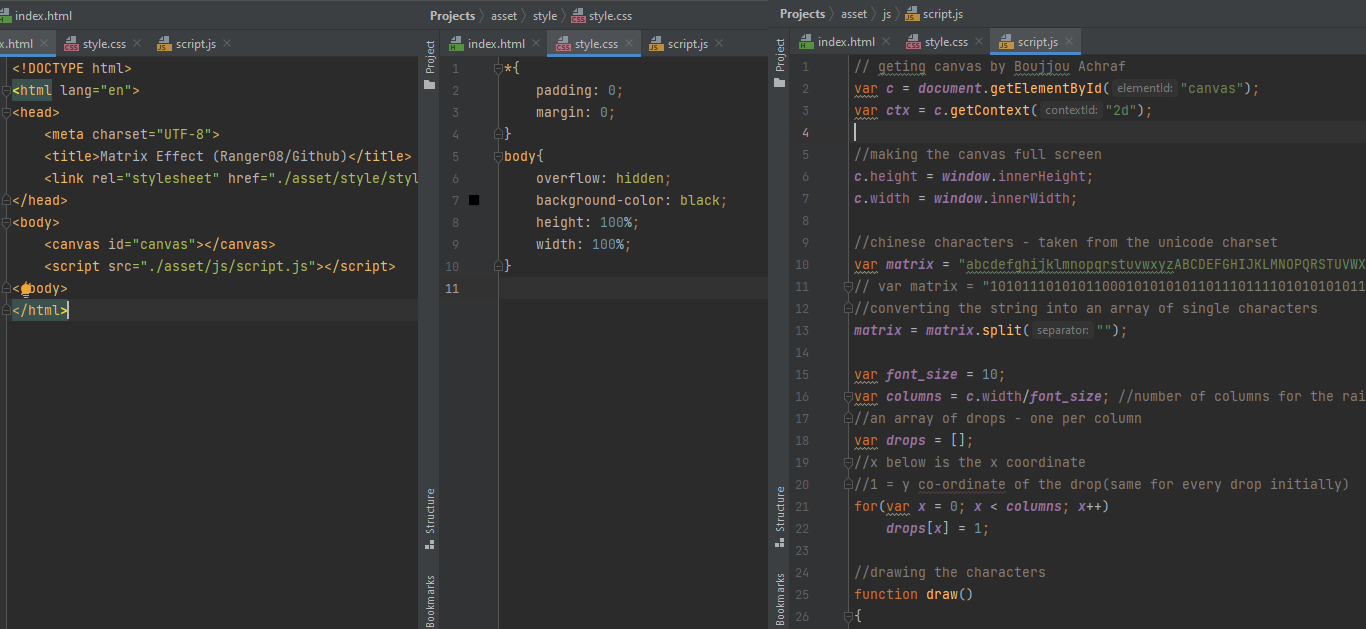 index.html
x.html
style.css
script.js
<!DOCTYPE html>
<html lang="en">
<head>
<meta charset="UTF-8">
<title>Matrix Effect (Ranger08/Github)</title>
<link rel="stylesheet" href="./asset/style/styl
</head>
<body>
<canvas id="canvas"></canvas>
<script src="./asset/js/script.js"></script>
</body>
</html>
Projects asset style style.css
Project
index.html
style.css
script.js
1 *{
2 padding: 0;
3 margin: 0;
4 }
5 body{
6 overflow: hidden;
7 background-color: black;
8 height: 100%;
9 width: 100%;
10 }
11
Structure
Bookmarks
Projects asset js script.js
Project
index.html
style.css
script.js
1 // geting canvas by Boujjou Achraf
2 var c = document.getElementById( elementId: "canvas");
3 var ctx = c.getContext( contextId: "2d");
4
5 //making the canvas full screen
6 c.height = window.innerHeight;
7 c.width = window.innerWidth;
8
9 //chinese characters - taken from the unicode charset
10 var matrix = "abcdefghijklmnopqrstuvwxyzABCDEFGHIJKLMNOPQRSTUVWX
11 // var matrix =
12 //converting the string into an array of single characters
13 matrix = matrix.split( separator: "");
14
15 var font_size = 10;
16 var columns = c.width/font_size; //number of columns for the rai
17 //an array of drops - one per column
18 var drops = [];
19 //x below is the x coordinate
20 //1 = y co-ordinate of the drop(same for every drop initially)
21 for(var x = 0; x < columns; x++)
22 drops[x] = 1;
23
24 //drawing the characters
25 function draw()
26 {
Structure
Bookmarks